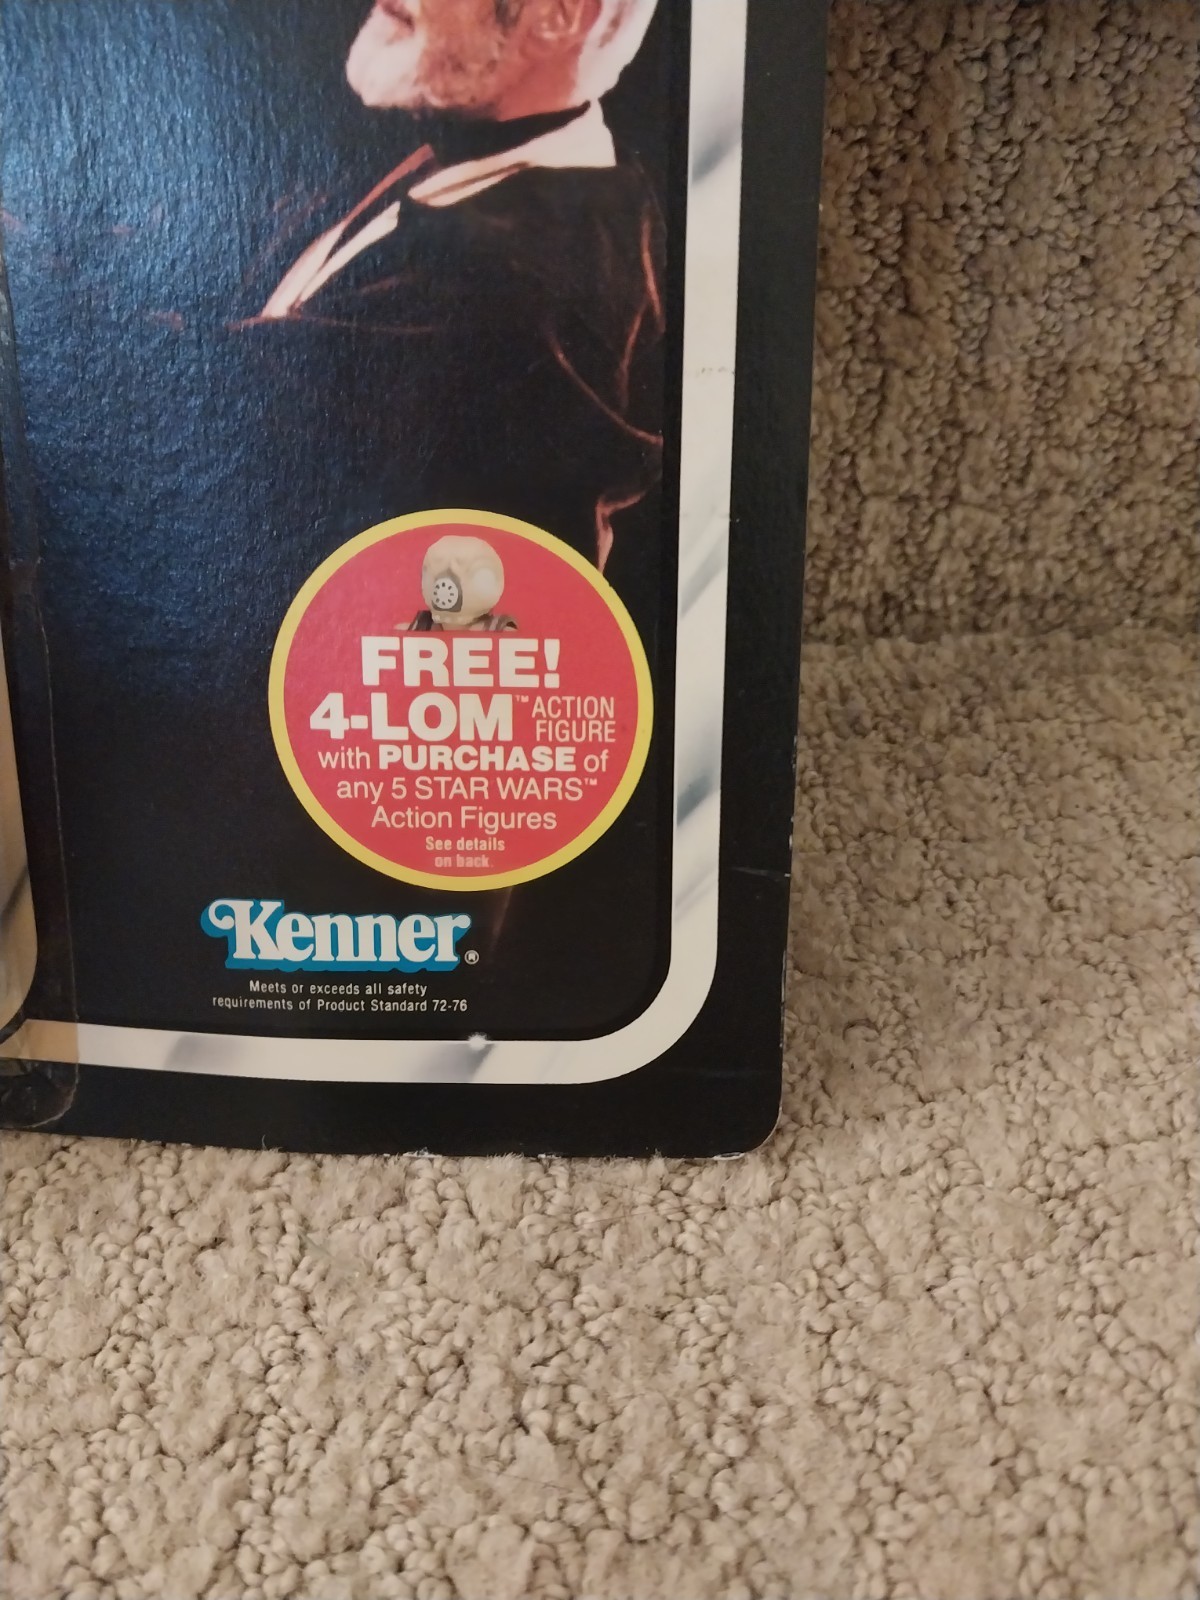 FREE!
4-LOM™ ACTION FIGURE
with PURCHASE of
any 5 STAR WARS™
Action Figures
See details
on back.
Kenner®
Meets or exceeds all safety
requirements of Product Standard 72-76